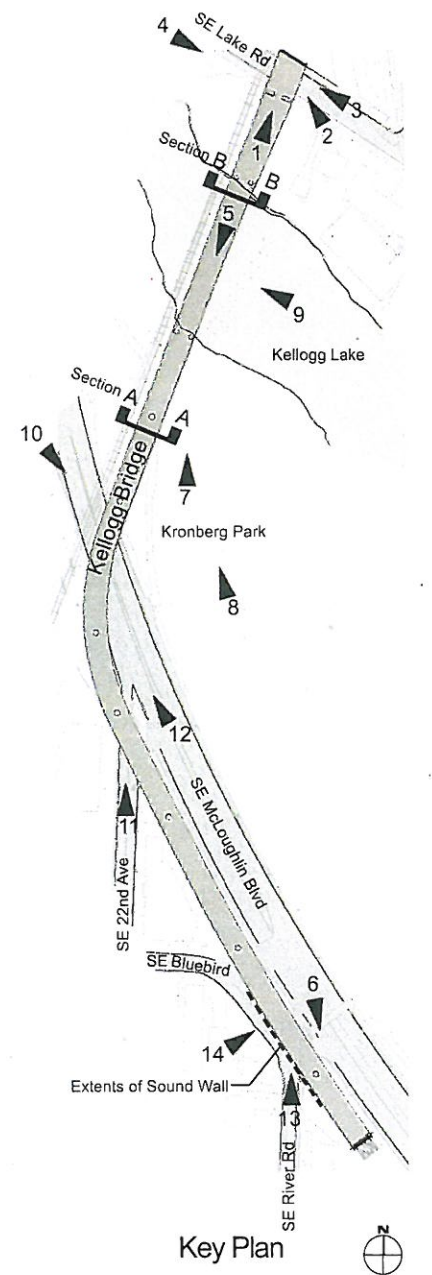 4
SE Lake Rd
3
2
1
Section B
B
5
9
Kellogg Lake
Section A
A
10
7
Kellogg Bridge
Kronberg Park
8
12
SE McLoughlin Blvd
11
SE 22nd Ave
SE Bluebird
6
14
Extents of Sound Wall
13
SE River Rd
Key Plan
N